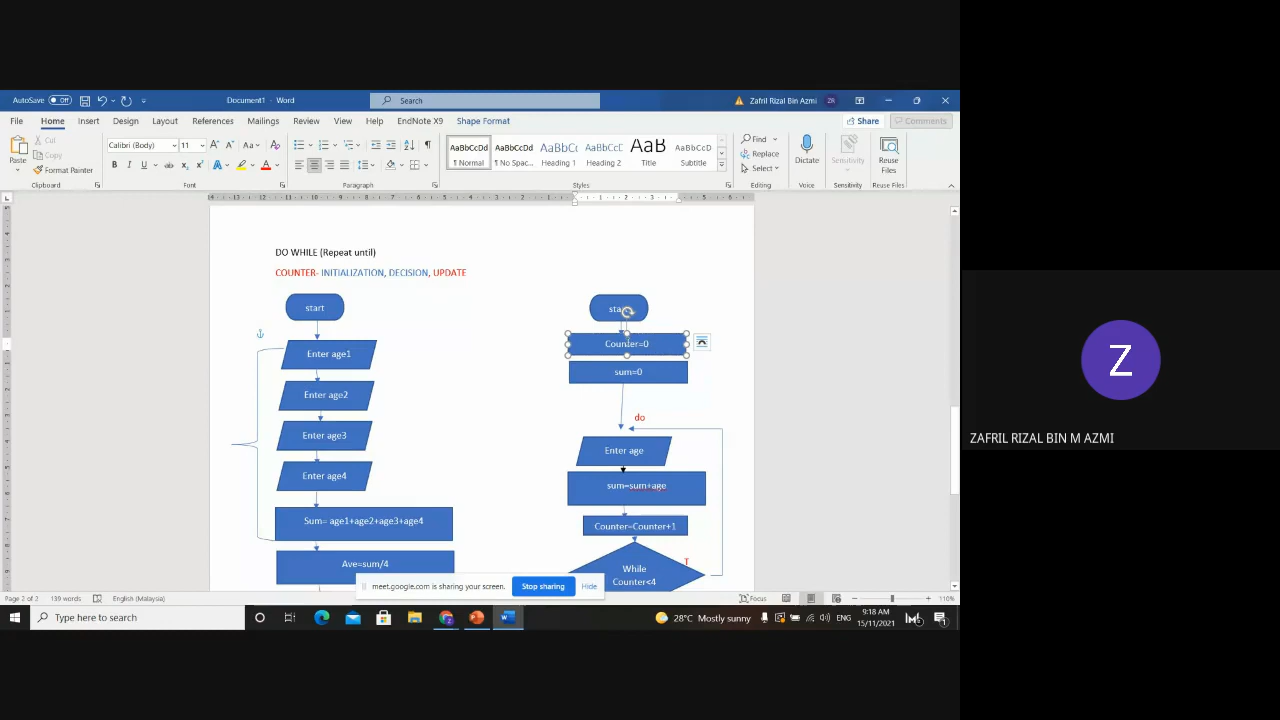 AutoSave Off Document1 - Word Search Zafril Rizal Bin Azmi ZA
File Home Insert Design Layout References Mailings Review View Help EndNote X9 Shape Format Share Comments
Paste Cut Copy Format Painter
Calibri (Body) 11
AaBbCcDd ¶ Normal
AaBbCcDd ¶ No Spac...
AaBbCc Heading 1
AaBbCcD Heading 2
AaB Title
AaBbCcD Subtitle
Find Replace Select
Dictate Sensitivity Reuse Files
Clipboard Font Paragraph Styles Editing Voice Sensitivity Reuse Files
DO WHILE (Repeat until)
COUNTER- INITIALIZATION, DECISION, UPDATE
start
Enter age1
Enter age2
Enter age3
Enter age4
Sum= age1+age2+age3+age4
Ave=sum/4
Counter=0
sum=0
do
Enter age
sum=sum+age
Counter=Counter+1
While
Counter<4
T
meet.google.com is sharing your screen. Stop sharing Hide
Page 2 of 2 139 words English (Malaysia) Focus 110%
Type here to search
28°C Mostly sunny ENG 9:18 AM
15/11/2021
Z
ZAFRIL RIZAL BIN M AZMI